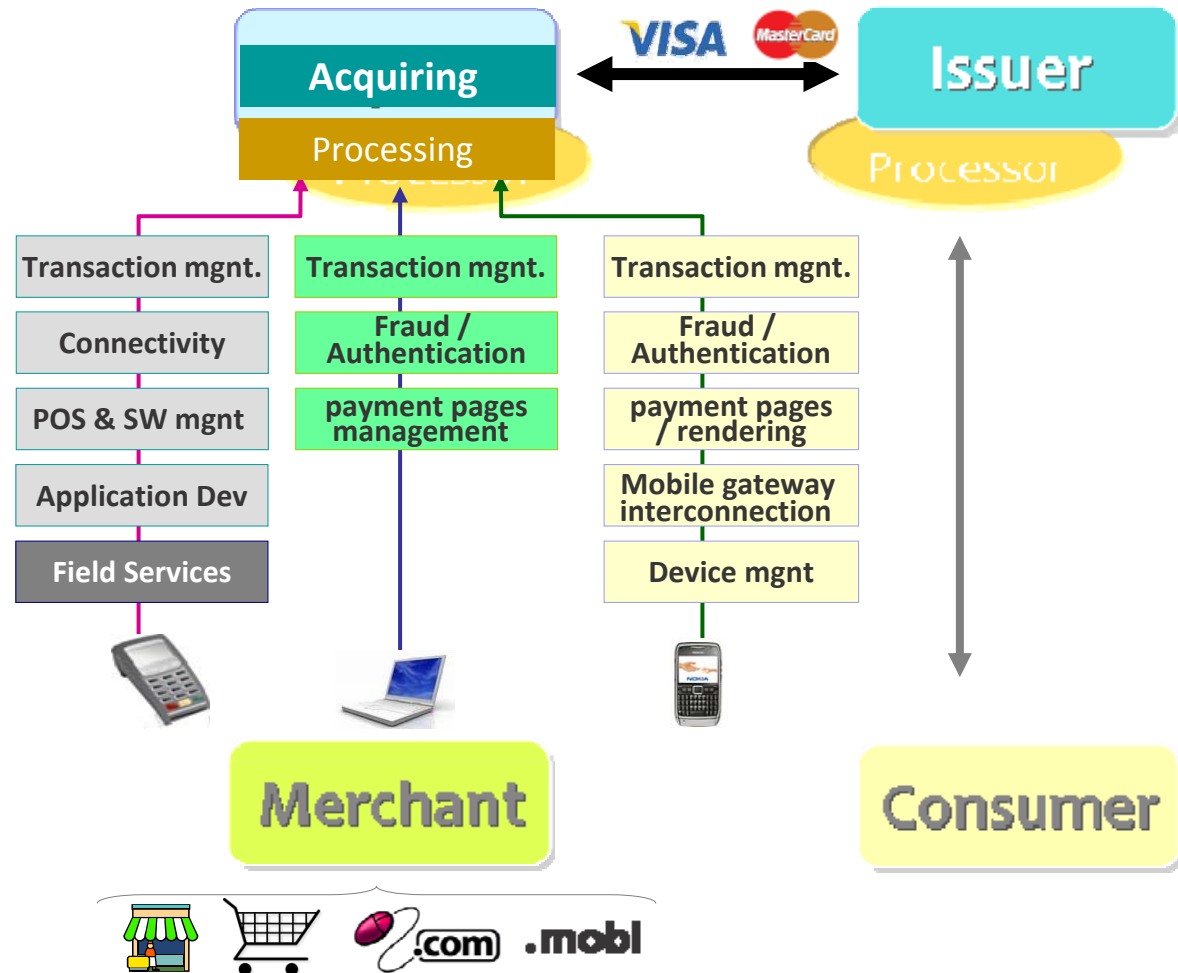 VISA
MasterCard
Acquiring
Issuer
Processing
Processor
Transaction mgnt.
Connectivity
POS & SW mgnt
Application Dev
Field Services
Transaction mgnt.
Fraud /
Authentication
payment pages
management
Transaction mgnt.
Fraud /
Authentication
payment pages
/ rendering
Mobile gateway
interconnection
Device mgnt
NOKIA
Merchant
Consumer
.com
.mobl